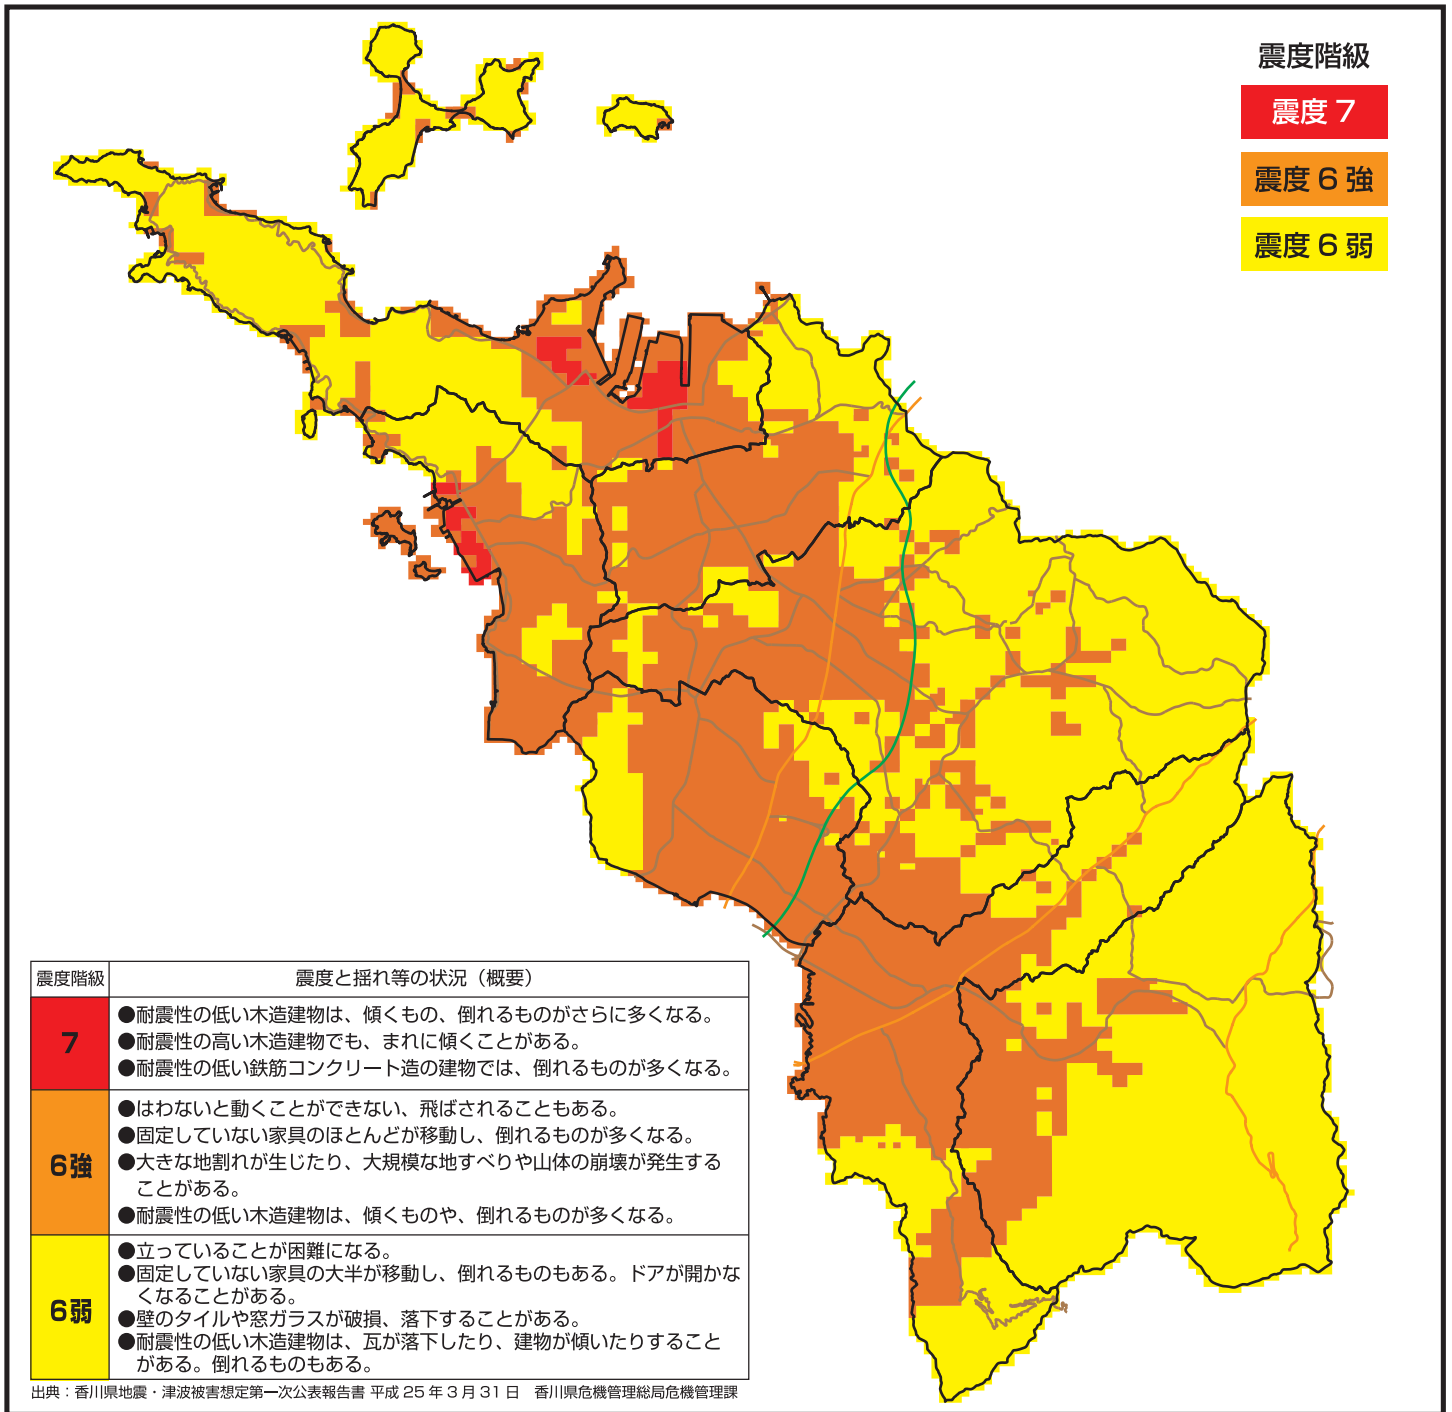 震度階級
震度 7
震度 6 強
震度 6 弱
震度階級
震度と揺れ等の状況（概要）
7
●耐震性の低い木造建物は、傾くもの、倒れるものがさらに多くなる。
●耐震性の高い木造建物でも、まれに傾くことがある。
●耐震性の低い鉄筋コンクリート造の建物では、倒れるものが多くなる。
6強
●はわないと動くことができない、飛ばされることもある。
●固定していない家具のほとんどが移動し、倒れるものが多くなる。
●大きな地割れが生じたり、大規模な地すべりや山体の崩壊が発生する
ことがある。
●耐震性の低い木造建物は、傾くものや、倒れるものが多くなる。
6弱
●立っていることが困難になる。
●固定していない家具の大半が移動し、倒れるものもある。ドアが開かな
くなることがある。
●壁のタイルや窓ガラスが破損、落下することがある。
●耐震性の低い木造建物は、瓦が落下したり、建物が傾いたりすること
がある。倒れるものもある。
出典：香川県地震・津波被害想定第一次公表報告書 平成 25 年 3 月 31 日　香川県危機管理総局危機管理課